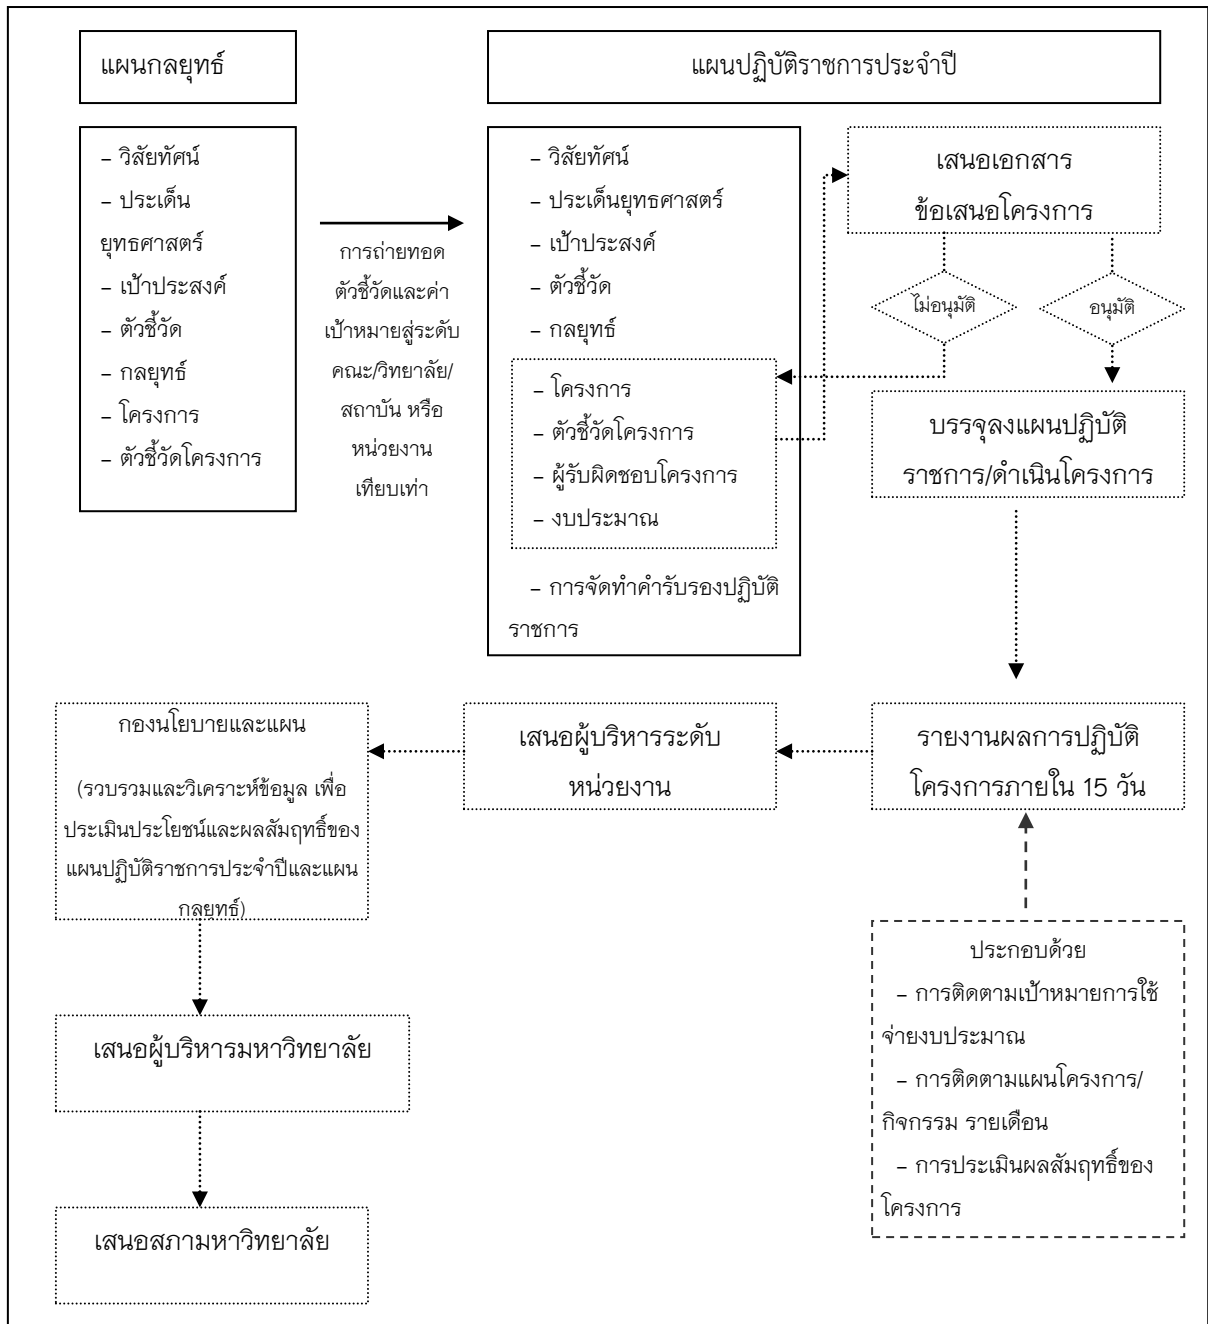 แผนกลยุทธ์
แผนปฏิบัติราชการประจำปี
– วิสัยทัศน์
– ประเด็น
ยุทธศาสตร์
– เป้าประสงค์
– ตัวชี้วัด
– กลยุทธ์
– โครงการ
– ตัวชี้วัดโครงการ
การถ่ายทอด
ตัวชี้วัดและค่า
เป้าหมายสู่ระดับ
คณะ/วิทยาลัย/
สถาบัน หรือ
หน่วยงาน
เทียบเท่า
– วิสัยทัศน์
– ประเด็นยุทธศาสตร์
– เป้าประสงค์
– ตัวชี้วัด
– กลยุทธ์
– โครงการ
– ตัวชี้วัดโครงการ
– ผู้รับผิดชอบโครงการ
– งบประมาณ
– การจัดทำคำรับรองปฏิบัติ
ราชการ
เสนอเอกสาร
ข้อเสนอโครงการ
ไม่อนุมัติ
อนุมัติ
บรรจุลงแผนปฏิบัติ
ราชการ/ดำเนินโครงการ
รายงานผลการปฏิบัติ
โครงการภายใน 15 วัน
เสนอผู้บริหารระดับ
หน่วยงาน
กองนโยบายและแผน
(รวบรวมและวิเคราะห์ข้อมูล เพื่อ
ประเมินประโยชน์และผลสัมฤทธิ์ของ
แผนปฏิบัติราชการประจำปีและแผน
กลยุทธ์)
ประกอบด้วย
– การติดตามเป้าหมายการใช้
จ่ายงบประมาณ
– การติดตามแผนโครงการ/
กิจกรรม รายเดือน
– การประเมินผลสัมฤทธิ์ของ
โครงการ
เสนอผู้บริหารมหาวิทยาลัย
เสนอสภามหาวิทยาลัย